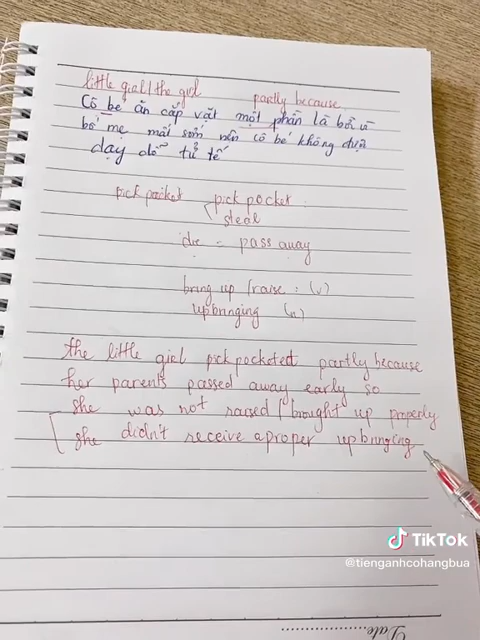 little girl/the girl partly because
Cô bé ăn cắp vặt một phần là bởi vì
bố mẹ mất sớm nên cô bé không được
dạy dỗ tử tế
pick pocket pick pocket
steal
die = pass away
bring up /raise : (v)
upbringing (n)
the little girl pickpocketed partly because
her parents passed away early so
she was not raised/brought up properly
she didn't receive a proper upbringing
TikTok
@tienganhcohangbua
Date